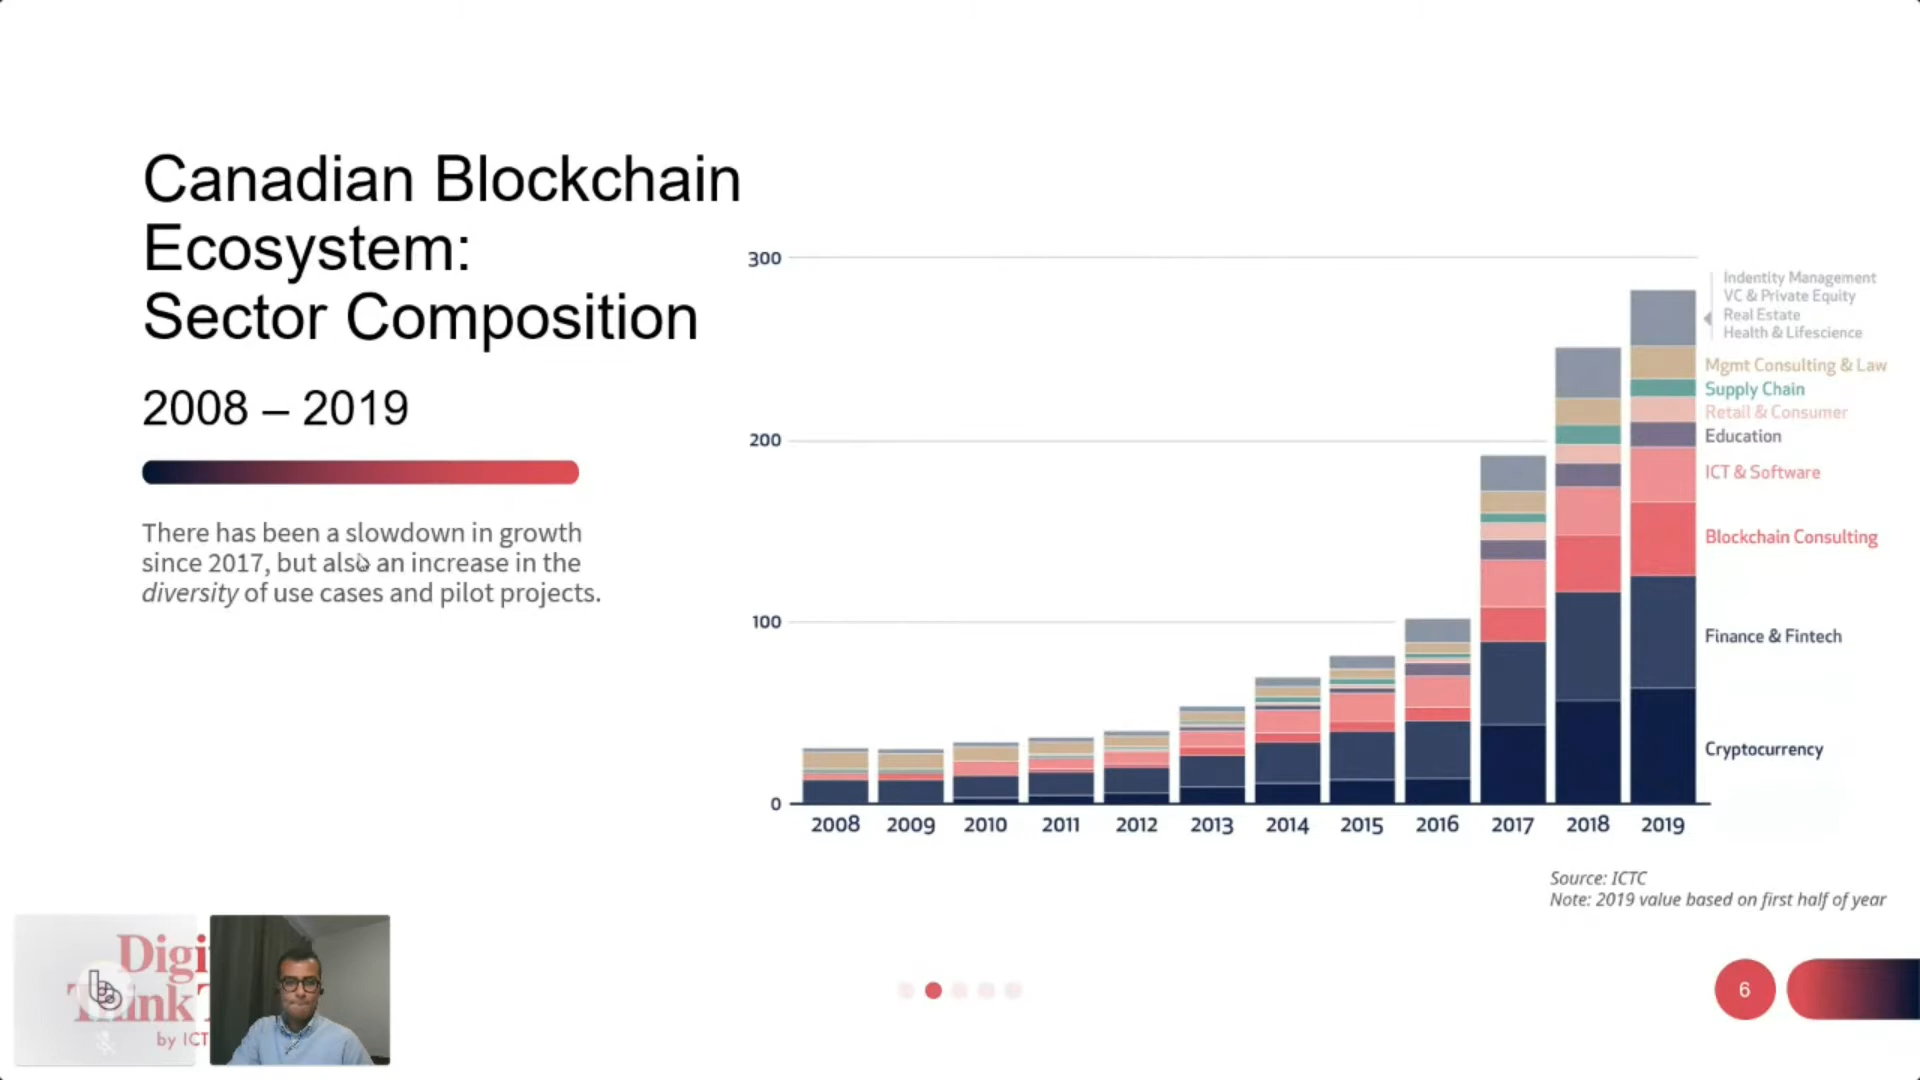 Canadian Blockchain
Ecosystem:
Sector Composition
2008 – 2019
There has been a slowdown in growth
since 2017, but also an increase in the
diversity of use cases and pilot projects.
300
200
100
0
2008 2009 2010 2011 2012 2013 2014 2015 2016 2017 2018 2019
Indentity Management
VC & Private Equity
Real Estate
Health & Lifescience
Mgmt Consulting & Law
Supply Chain
Retail & Consumer
Education
ICT & Software
Blockchain Consulting
Finance & Fintech
Cryptocurrency
Source: ICTC
Note: 2019 value based on first half of year
6
by ICT